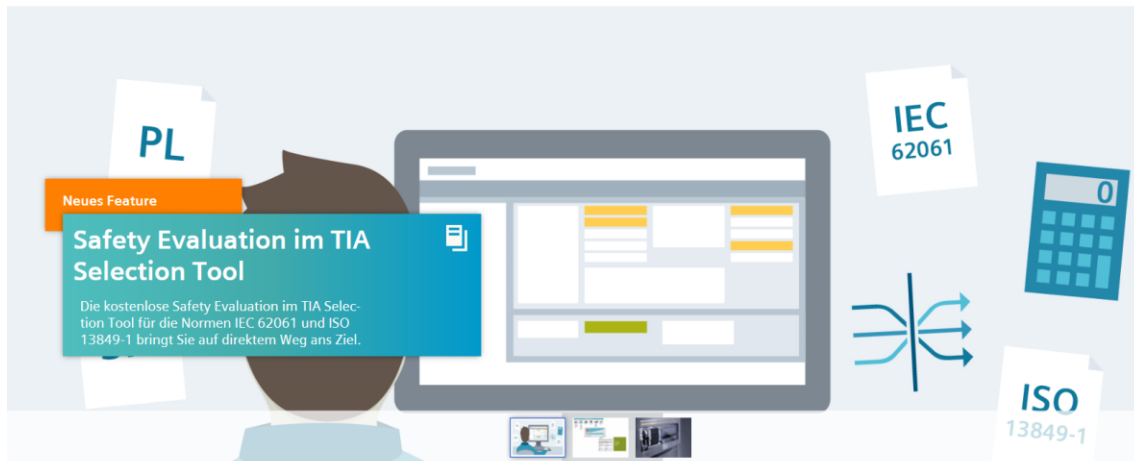 PL
IEC
62061
0
Neues Feature
Safety Evaluation im TIA
Selection Tool
Die kostenlose Safety Evaluation im TIA Selec-
tion Tool für die Normen IEC 62061 und ISO
13849-1 bringt Sie auf direktem Weg ans Ziel.
ISO
13849-1